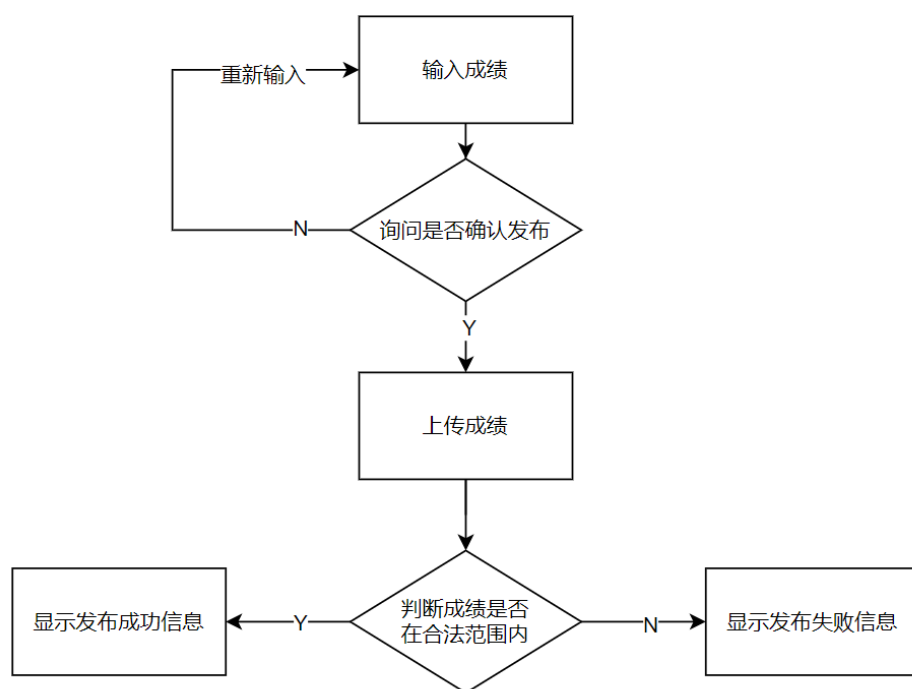 输入成绩
重新输入
询问是否确认发布
N
Y
上传成绩
判断成绩是否
在合法范围内
Y
显示发布成功信息
N
显示发布失败信息